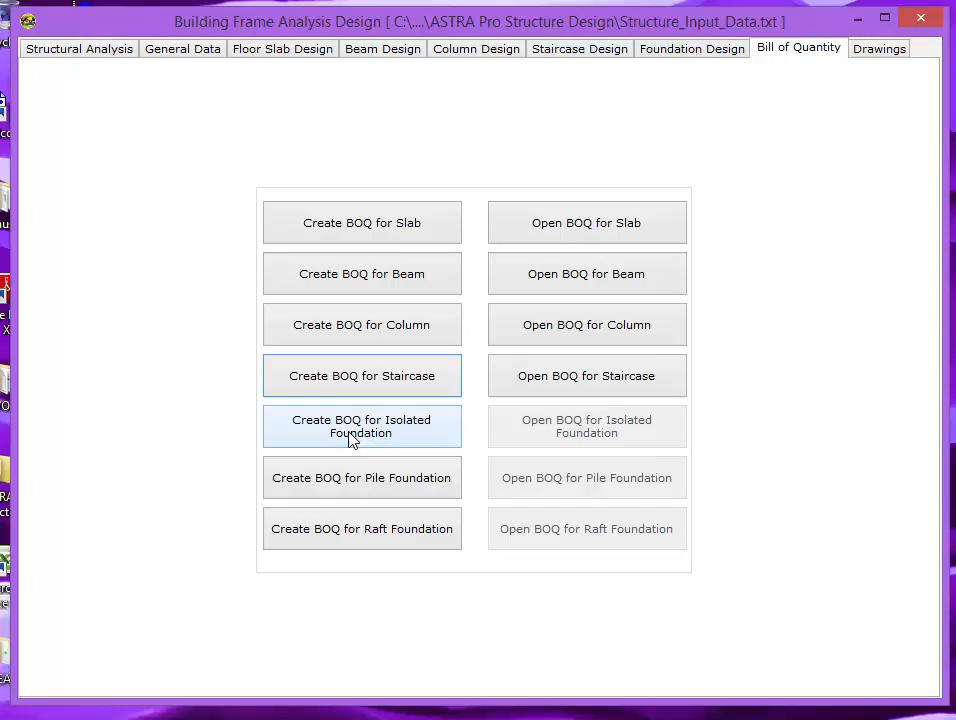 Building Frame Analysis Design [ C:\....\ASTRA Pro Structure Design\Structure_Input_Data.txt ]
Structural Analysis General Data Floor Slab Design Beam Design Column Design Staircase Design Foundation Design Bill of Quantity Drawings
Create BOQ for Slab Open BOQ for Slab
Create BOQ for Beam Open BOQ for Beam
Create BOQ for Column Open BOQ for Column
Create BOQ for Staircase Open BOQ for Staircase
Create BOQ for Isolated Open BOQ for Isolated
Foundation Foundation
Create BOQ for Pile Foundation Open BOQ for Pile Foundation
Create BOQ for Raft Foundation Open BOQ for Raft Foundation